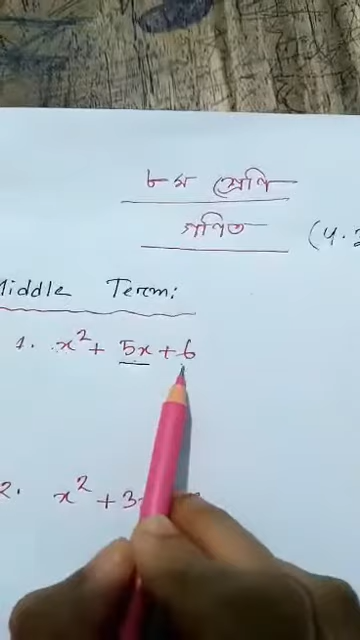 ৮ম শ্রেণি
গণিত
(4.2
Middle Term:
1. x² + 5x + 6
2. x² + 3